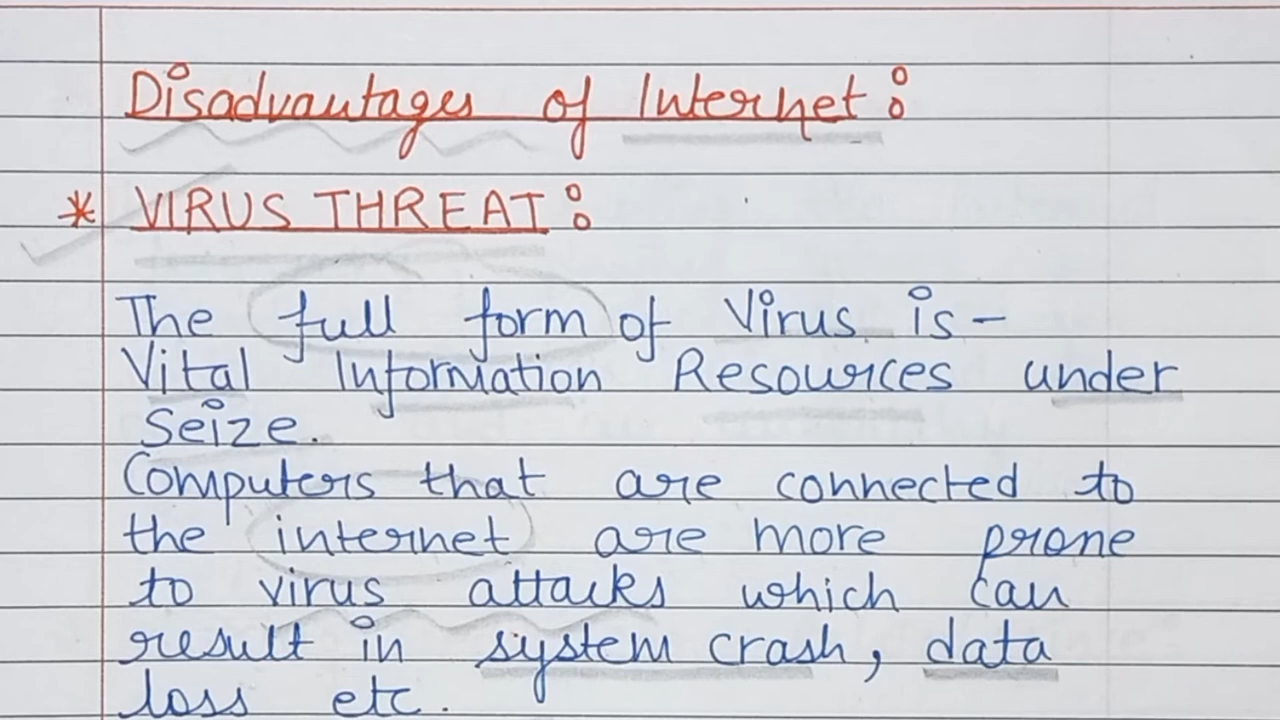 Disadvantages of Internet:
* VIRUS THREAT:
The full form of Virus is-
Vital Information Resources under
Seize.
Computers that are connected to
the internet are more prone
to virus attacks which can
result in system crash, data
loss etc.